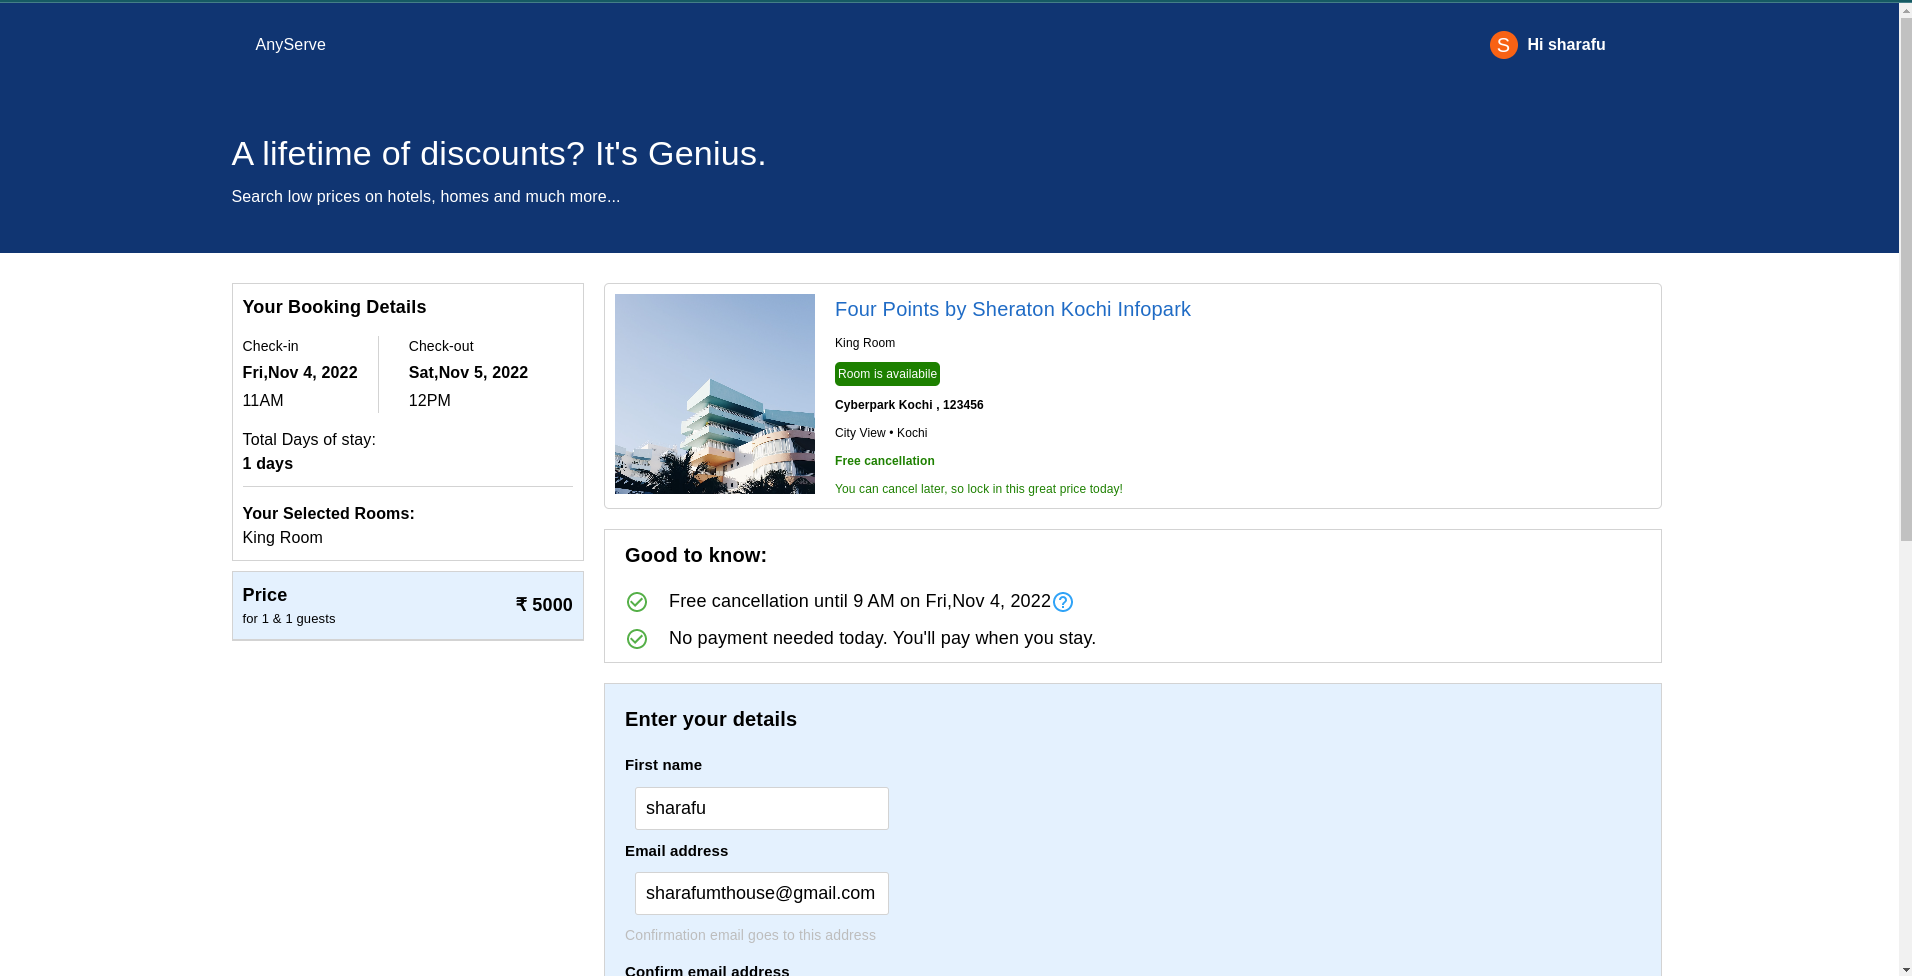 AnyServe
S Hi sharafu
A lifetime of discounts? It's Genius.
Search low prices on hotels, homes and much more...
Your Booking Details
Check-in
Fri,Nov 4, 2022
11AM
Check-out
Sat,Nov 5, 2022
12PM
Total Days of stay:
1 days
Your Selected Rooms:
King Room
Price
for 1 & 1 guests
₹ 5000
Four Points by Sheraton Kochi Infopark
King Room
Room is availabile
Cyberpark Kochi , 123456
City View • Kochi
Free cancellation
You can cancel later, so lock in this great price today!
Good to know:
Free cancellation until 9 AM on Fri,Nov 4, 2022
No payment needed today. You'll pay when you stay.
Enter your details
First name
sharafu
Email address
sharafumthouse@gmail.com
Confirmation email goes to this address
Confirm email address